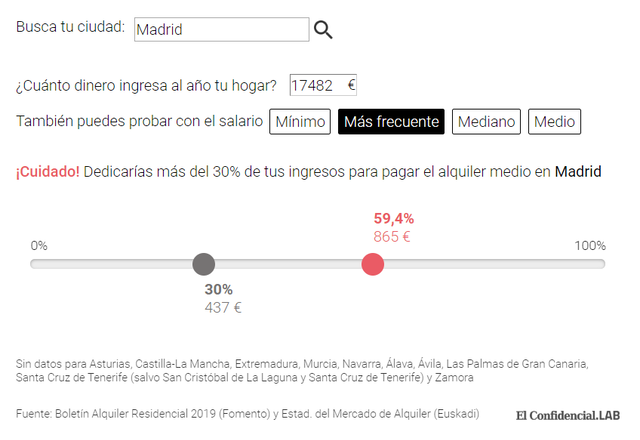 Busca tu ciudad: Madrid
¿Cuánto dinero ingresa al año tu hogar? 17482 €
También puedes probar con el salario Mínimo Más frecuente Mediano Medio
¡Cuidado! Dedicarías más del 30% de tus ingresos para pagar el alquiler medio en Madrid
59,4%
865 €
0% 100%
30%
437 €
Sin datos para Asturias, Castilla-La Mancha, Extremadura, Murcia, Navarra, Álava, Ávila, Las Palmas de Gran Canaria,
Santa Cruz de Tenerife (salvo San Cristóbal de La Laguna y Santa Cruz de Tenerife) y Zamora
Fuente: Boletín Alquiler Residencial 2019 (Fomento) y Estad. del Mercado de Alquiler (Euskadi) El Confidencial.LAB